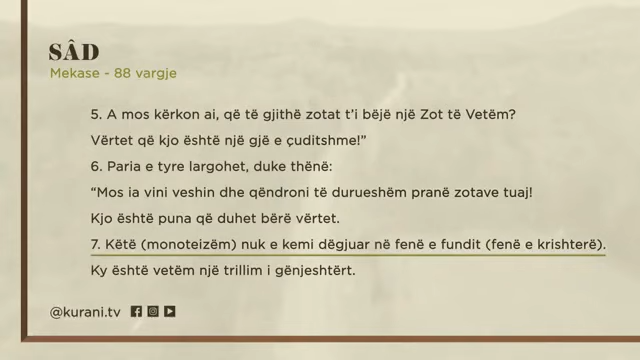 SÂD
Mekase - 88 vargje
5. A mos kërkon ai, që të gjithë zotat t’i bëjë një Zot të Vetëm?
Vërtet që kjo është një gjë e çuditshme!”
6. Paria e tyre largohet, duke thënë:
“Mos ia vini veshin dhe qëndroni të durueshëm pranë zotave tuaj!
Kjo është puna që duhet bërë vërtet.
7. Këtë (monoteizëm) nuk e kemi dëgjuar në fenë e fundit (fenë e krishterë).
Ky është vetëm një trillim i gënjeshtërt.
@kurani.tv